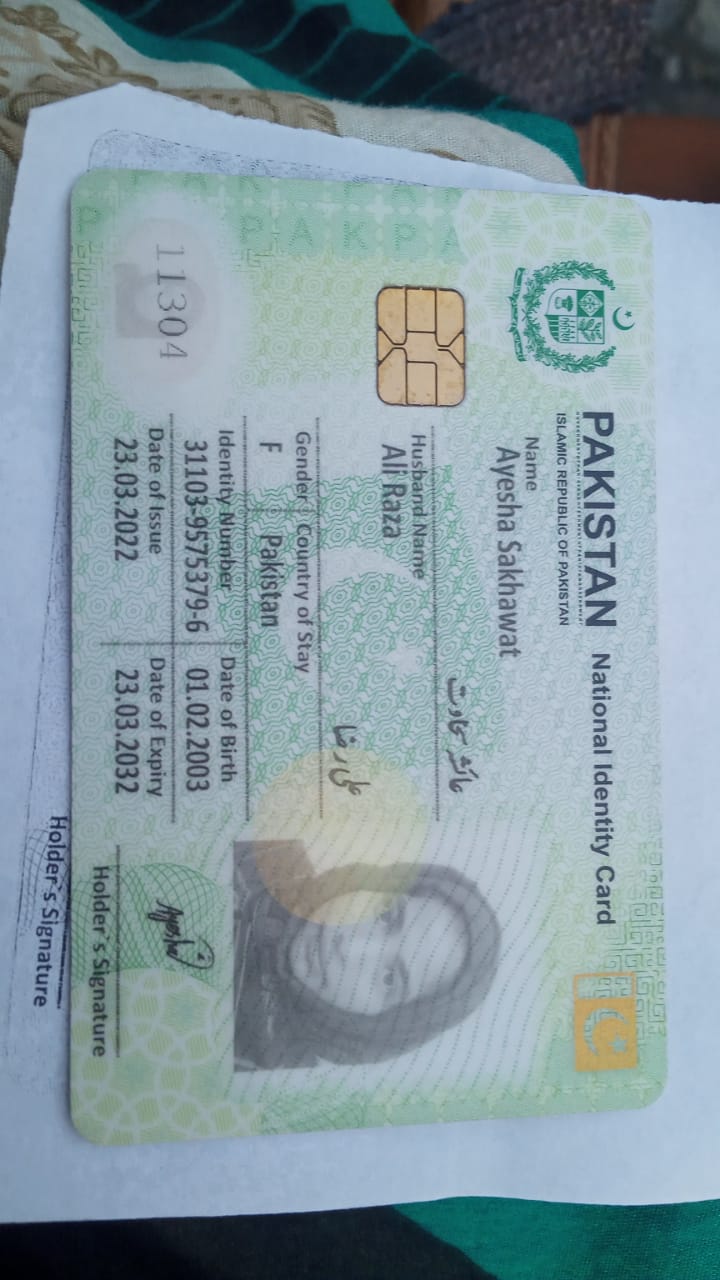 PAKISTAN National Identity Card
ISLAMIC REPUBLIC OF PAKISTAN
Name
Ayesha Sakhawat
عائشہ سخاوت
Husband Name
Ali Raza
علی رضا
Gender Country of Stay
F Pakistan
Identity Number Date of Birth
31103-9575379-6 01.02.2003
Date of Issue Date of Expiry
23.03.2022 23.03.2032
11304
Ayesha
Holder`s Signature
Holder`s Signature